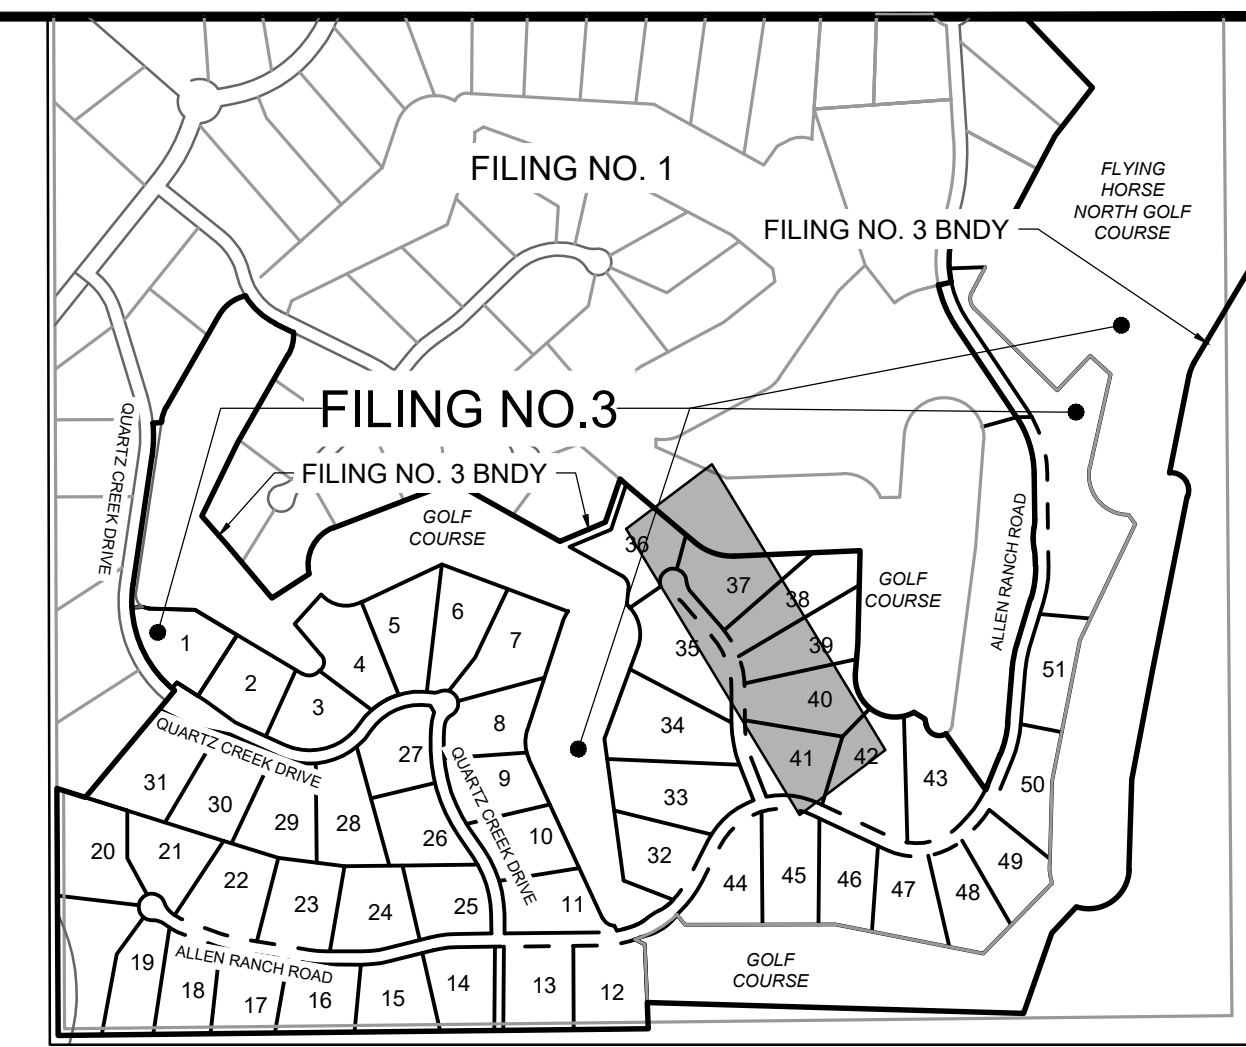 FILING NO. 1
FLYING
HORSE
NORTH GOLF
COURSE
FILING NO. 3 BNDY
FILING NO.3
FILING NO. 3 BNDY
GOLF
COURSE
QUARTZ CREEK DRIVE
ALLEN RANCH ROAD
GOLF
COURSE
36
37
38
39
40
41
42
35
34
33
32
1
2
3
4
5
6
7
8
9
10
11
QUARTZ CREEK DRIVE
QUARTZ CREEK DRIVE
31
30
29
28
27
26
25
24
23
22
21
20
19
18
17
16
15
14
13
12
ALLEN RANCH ROAD
43
44
45
46
47
48
49
50
51
GOLF
COURSE